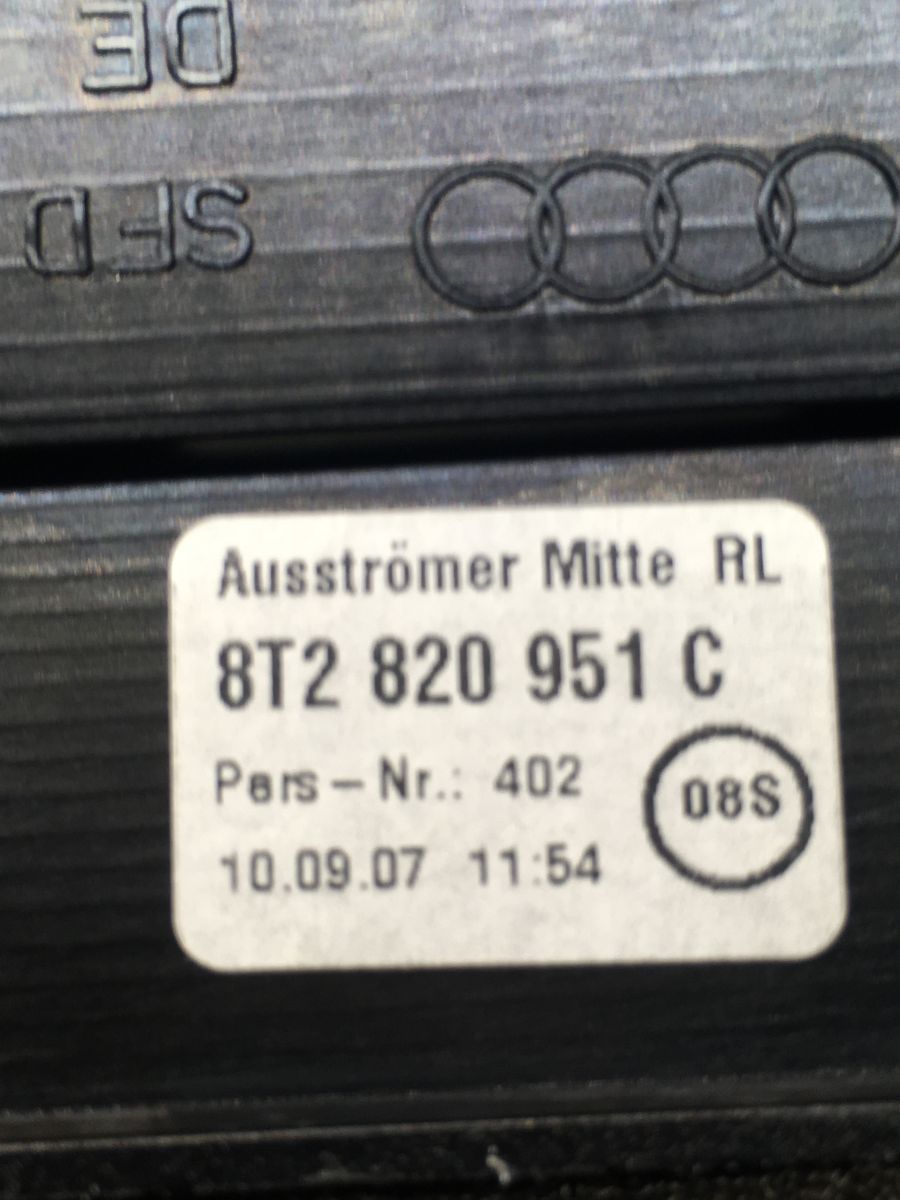 DE
SFD
Ausströmer Mitte RL
8T2 820 951 C
Pers-Nr.: 402
08S
10.09.07 11:54